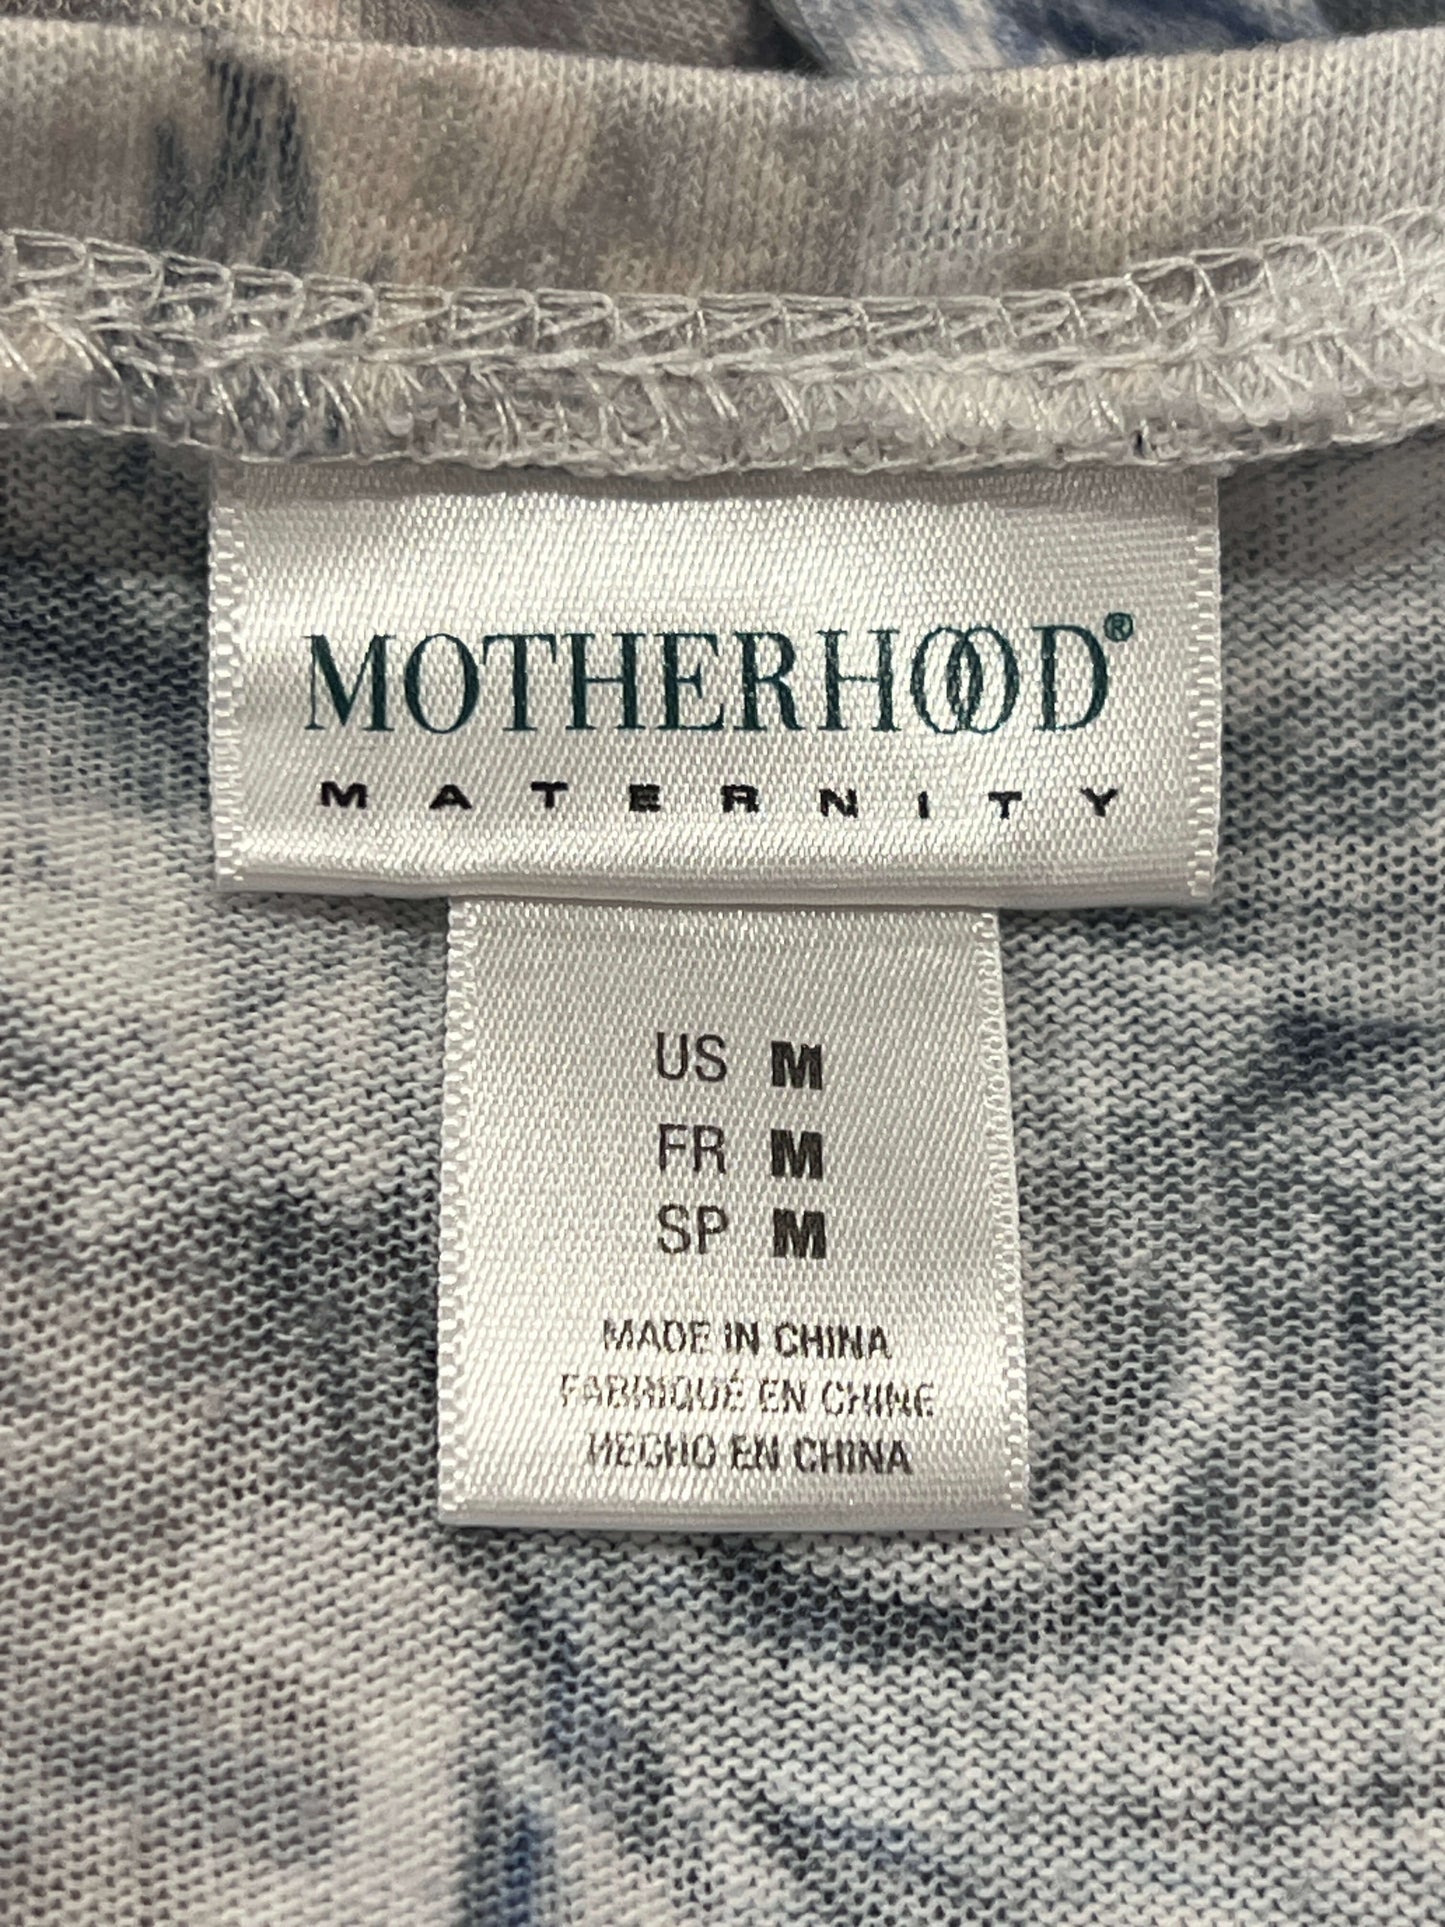 MOTHERHOOD®
MATERNITY
US M
FR M
SP M
MADE IN CHINA
FABRIQUÉ EN CHINE
HECHO EN CHINA